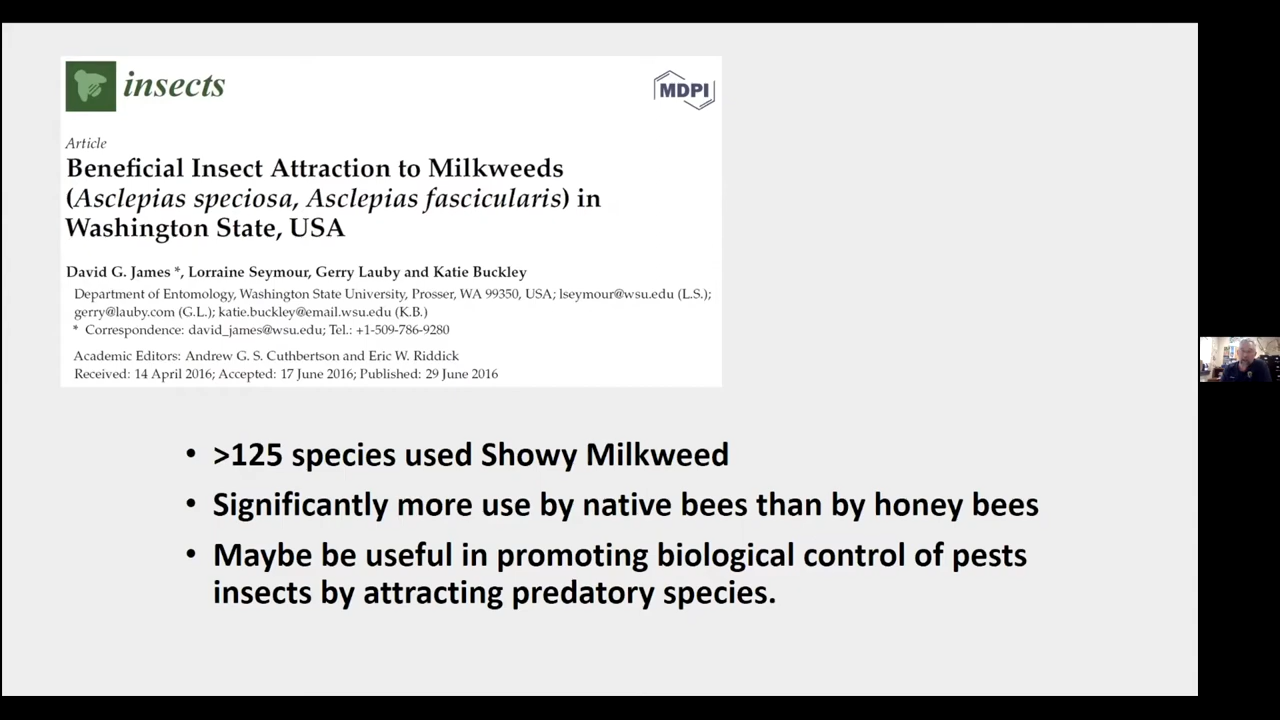 insects
MDPI
Article
Beneficial Insect Attraction to Milkweeds
(Asclepias speciosa, Asclepias fascicularis) in
Washington State, USA
David G. James *, Lorraine Seymour, Gerry Lauby and Katie Buckley
Department of Entomology, Washington State University, Prosser, WA 99350, USA; lseymour@wsu.edu (L.S.);
gerry@lauby.com (G.L.); katie.buckley@email.wsu.edu (K.B.)
* Correspondence: david_james@wsu.edu; Tel.: +1-509-786-9280
Academic Editors: Andrew G. S. Cuthbertson and Eric W. Riddick
Received: 14 April 2016; Accepted: 17 June 2016; Published: 29 June 2016
• >125 species used Showy Milkweed
• Significantly more use by native bees than by honey bees
• Maybe be useful in promoting biological control of pests
insects by attracting predatory species.